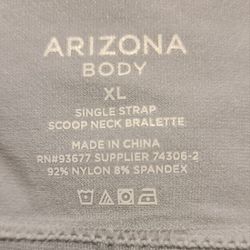 ARIZONA
BODY
XL
SINGLE STRAP
SCOOP NECK BRALETTE
MADE IN CHINA
RN#93677 SUPPLIER 74306-2
92% NYLON 8% SPANDEX